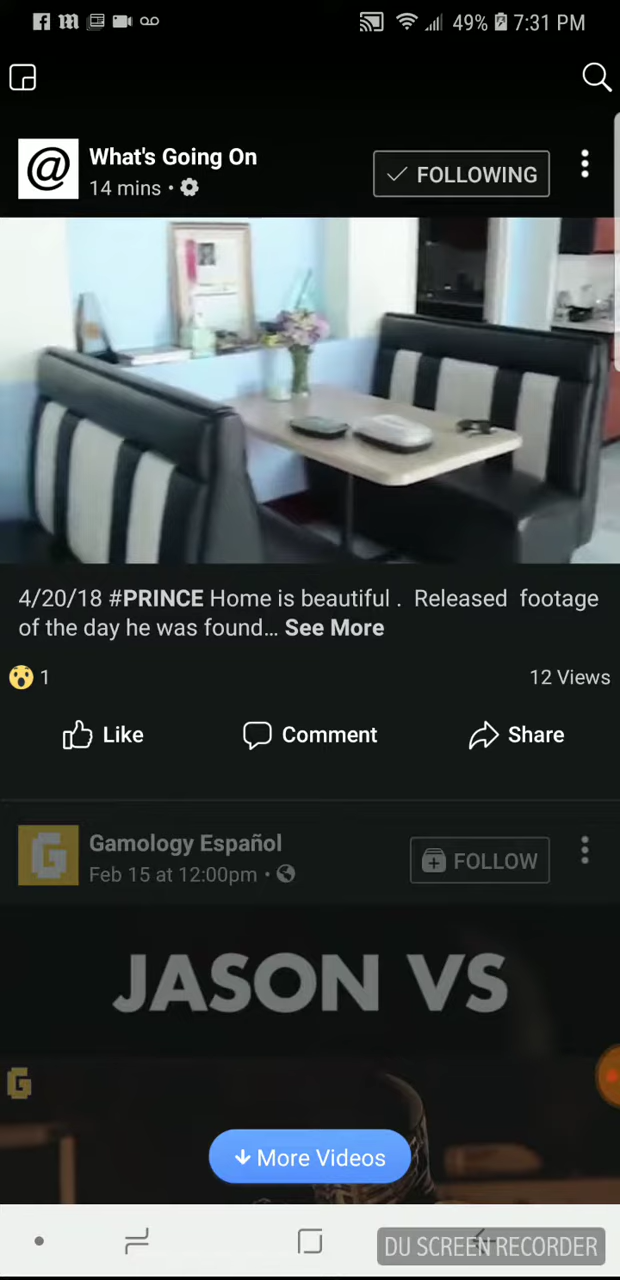 49% 7:31 PM
@
What's Going On
14 mins •
FOLLOWING
4/20/18 #PRINCE Home is beautiful . Released footage
of the day he was found... See More
1
12 Views
Like
Comment
Share
G
Gamology Español
Feb 15 at 12:00pm •
FOLLOW
JASON VS
G
More Videos
DU SCREEN RECORDER